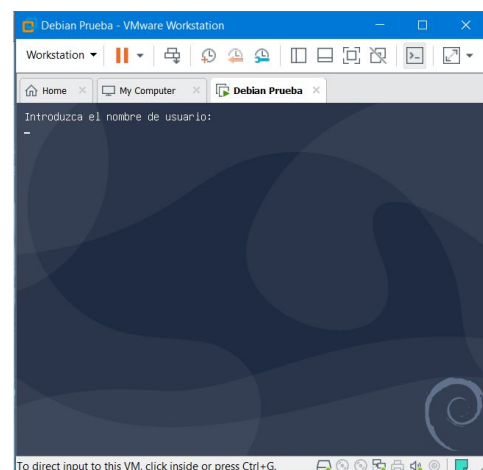 Debian Prueba - VMware Workstation
Workstation
Home
My Computer
Debian Prueba
Introduzca el nombre de usuario:
To direct input to this VM, click inside or press Ctrl+G.